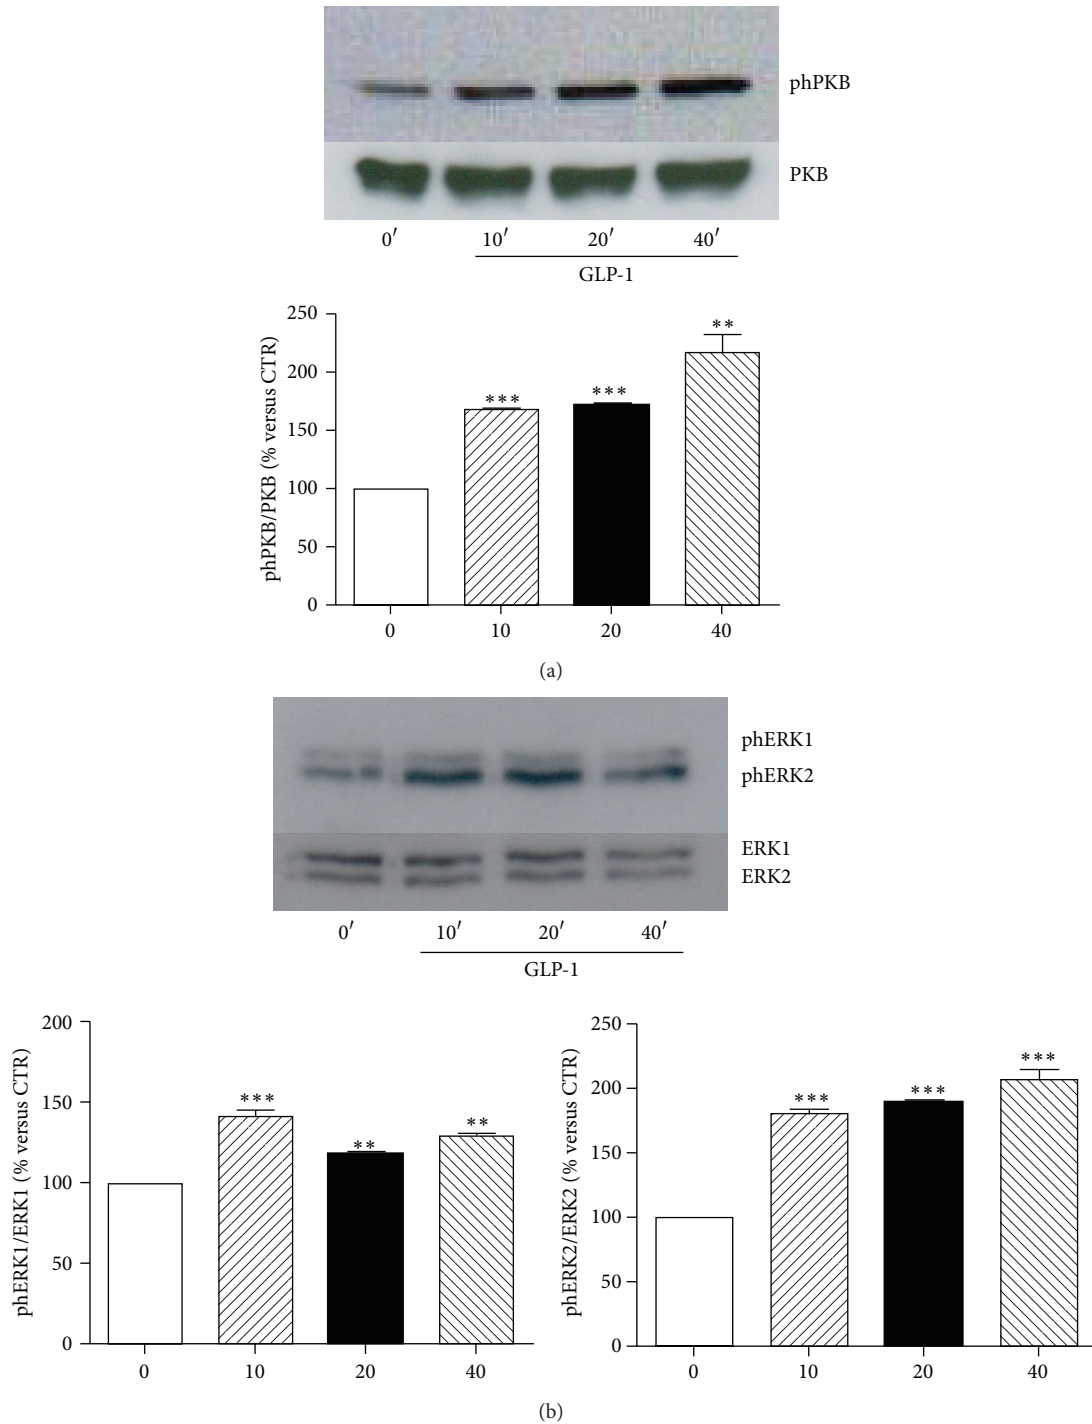 phPKB
PKB
0′ 10′ 20′ 40′
GLP-1
phPKB/PKB (% versus CTR)
250
200
150
100
50
0
***
***
**
0 10 20 40
(a)
phERK1
phERK2
ERK1
ERK2
0′ 10′ 20′ 40′
GLP-1
phERK1/ERK1 (% versus CTR)
200
150
100
50
0
***
**
**
0 10 20 40
phERK2/ERK2 (% versus CTR)
250
200
150
100
50
0
***
***
***
0 10 20 40
(b)